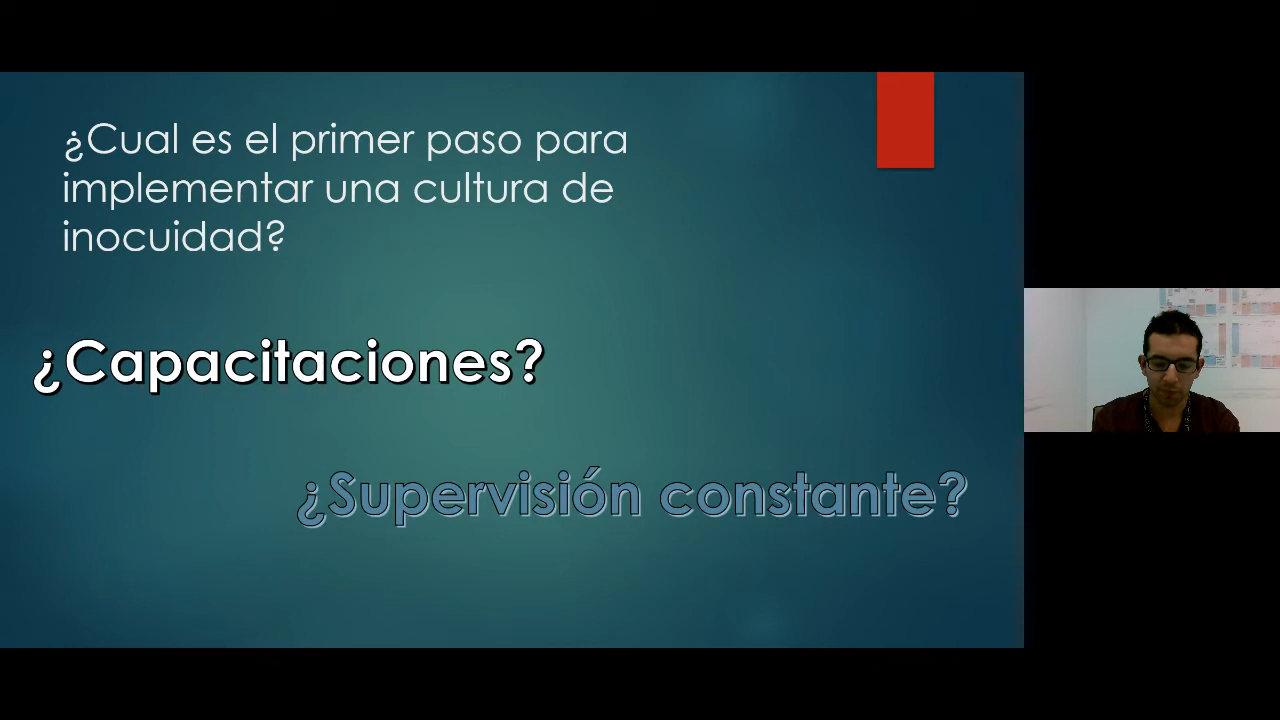 ¿Cual es el primer paso para
implementar una cultura de
inocuidad?
¿Capacitaciones?
¿Supervisión constante?